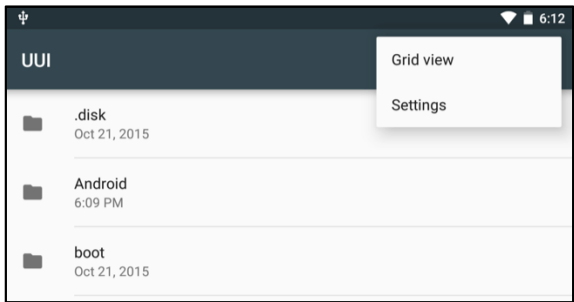 6:12
UUI
Grid view
Settings
.disk
Oct 21, 2015
Android
6:09 PM
boot
Oct 21, 2015